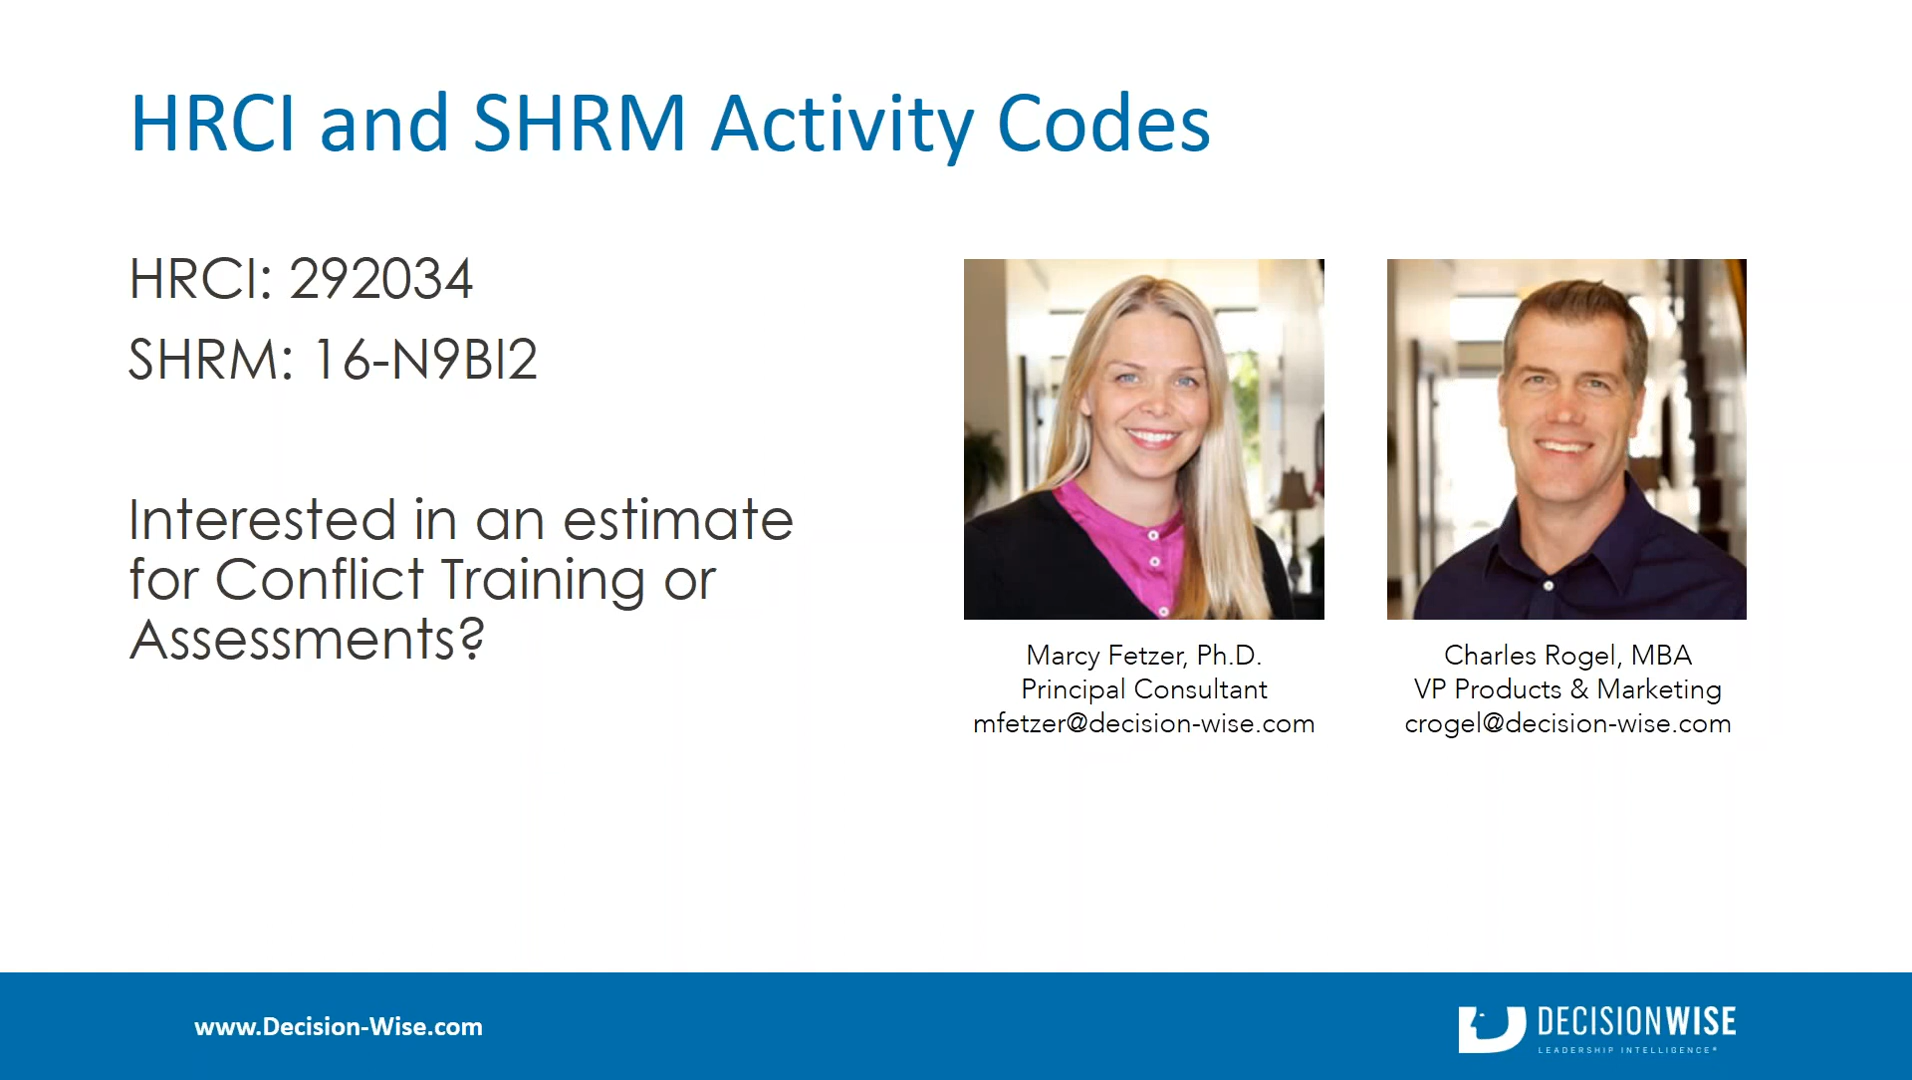 HRCI and SHRM Activity Codes
HRCI: 292034
SHRM: 16-N9BI2
Interested in an estimate
for Conflict Training or
Assessments?
Marcy Fetzer, Ph.D.
Principal Consultant
mfetzer@decision-wise.com
Charles Rogel, MBA
VP Products & Marketing
crogel@decision-wise.com
www.Decision-Wise.com
DECISIONWISE
LEADERSHIP INTELLIGENCE®